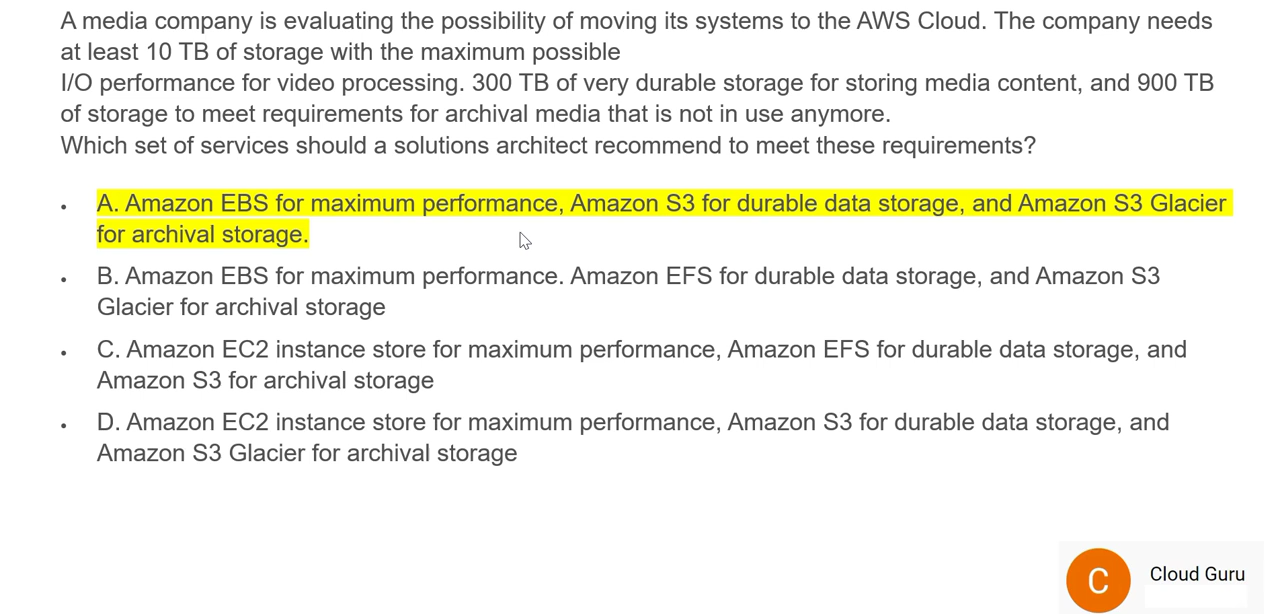 A media company is evaluating the possibility of moving its systems to the AWS Cloud. The company needs
at least 10 TB of storage with the maximum possible
I/O performance for video processing. 300 TB of very durable storage for storing media content, and 900 TB
of storage to meet requirements for archival media that is not in use anymore.
Which set of services should a solutions architect recommend to meet these requirements?
• A. Amazon EBS for maximum performance, Amazon S3 for durable data storage, and Amazon S3 Glacier
for archival storage.
• B. Amazon EBS for maximum performance. Amazon EFS for durable data storage, and Amazon S3
Glacier for archival storage
• C. Amazon EC2 instance store for maximum performance, Amazon EFS for durable data storage, and
Amazon S3 for archival storage
• D. Amazon EC2 instance store for maximum performance, Amazon S3 for durable data storage, and
Amazon S3 Glacier for archival storage
C Cloud Guru